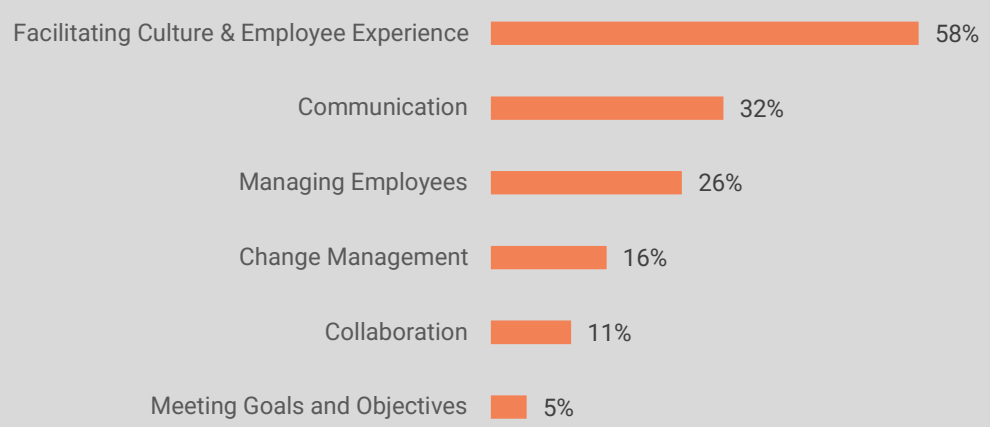 Facilitating Culture & Employee Experience 58%
Communication 32%
Managing Employees 26%
Change Management 16%
Collaboration 11%
Meeting Goals and Objectives 5%